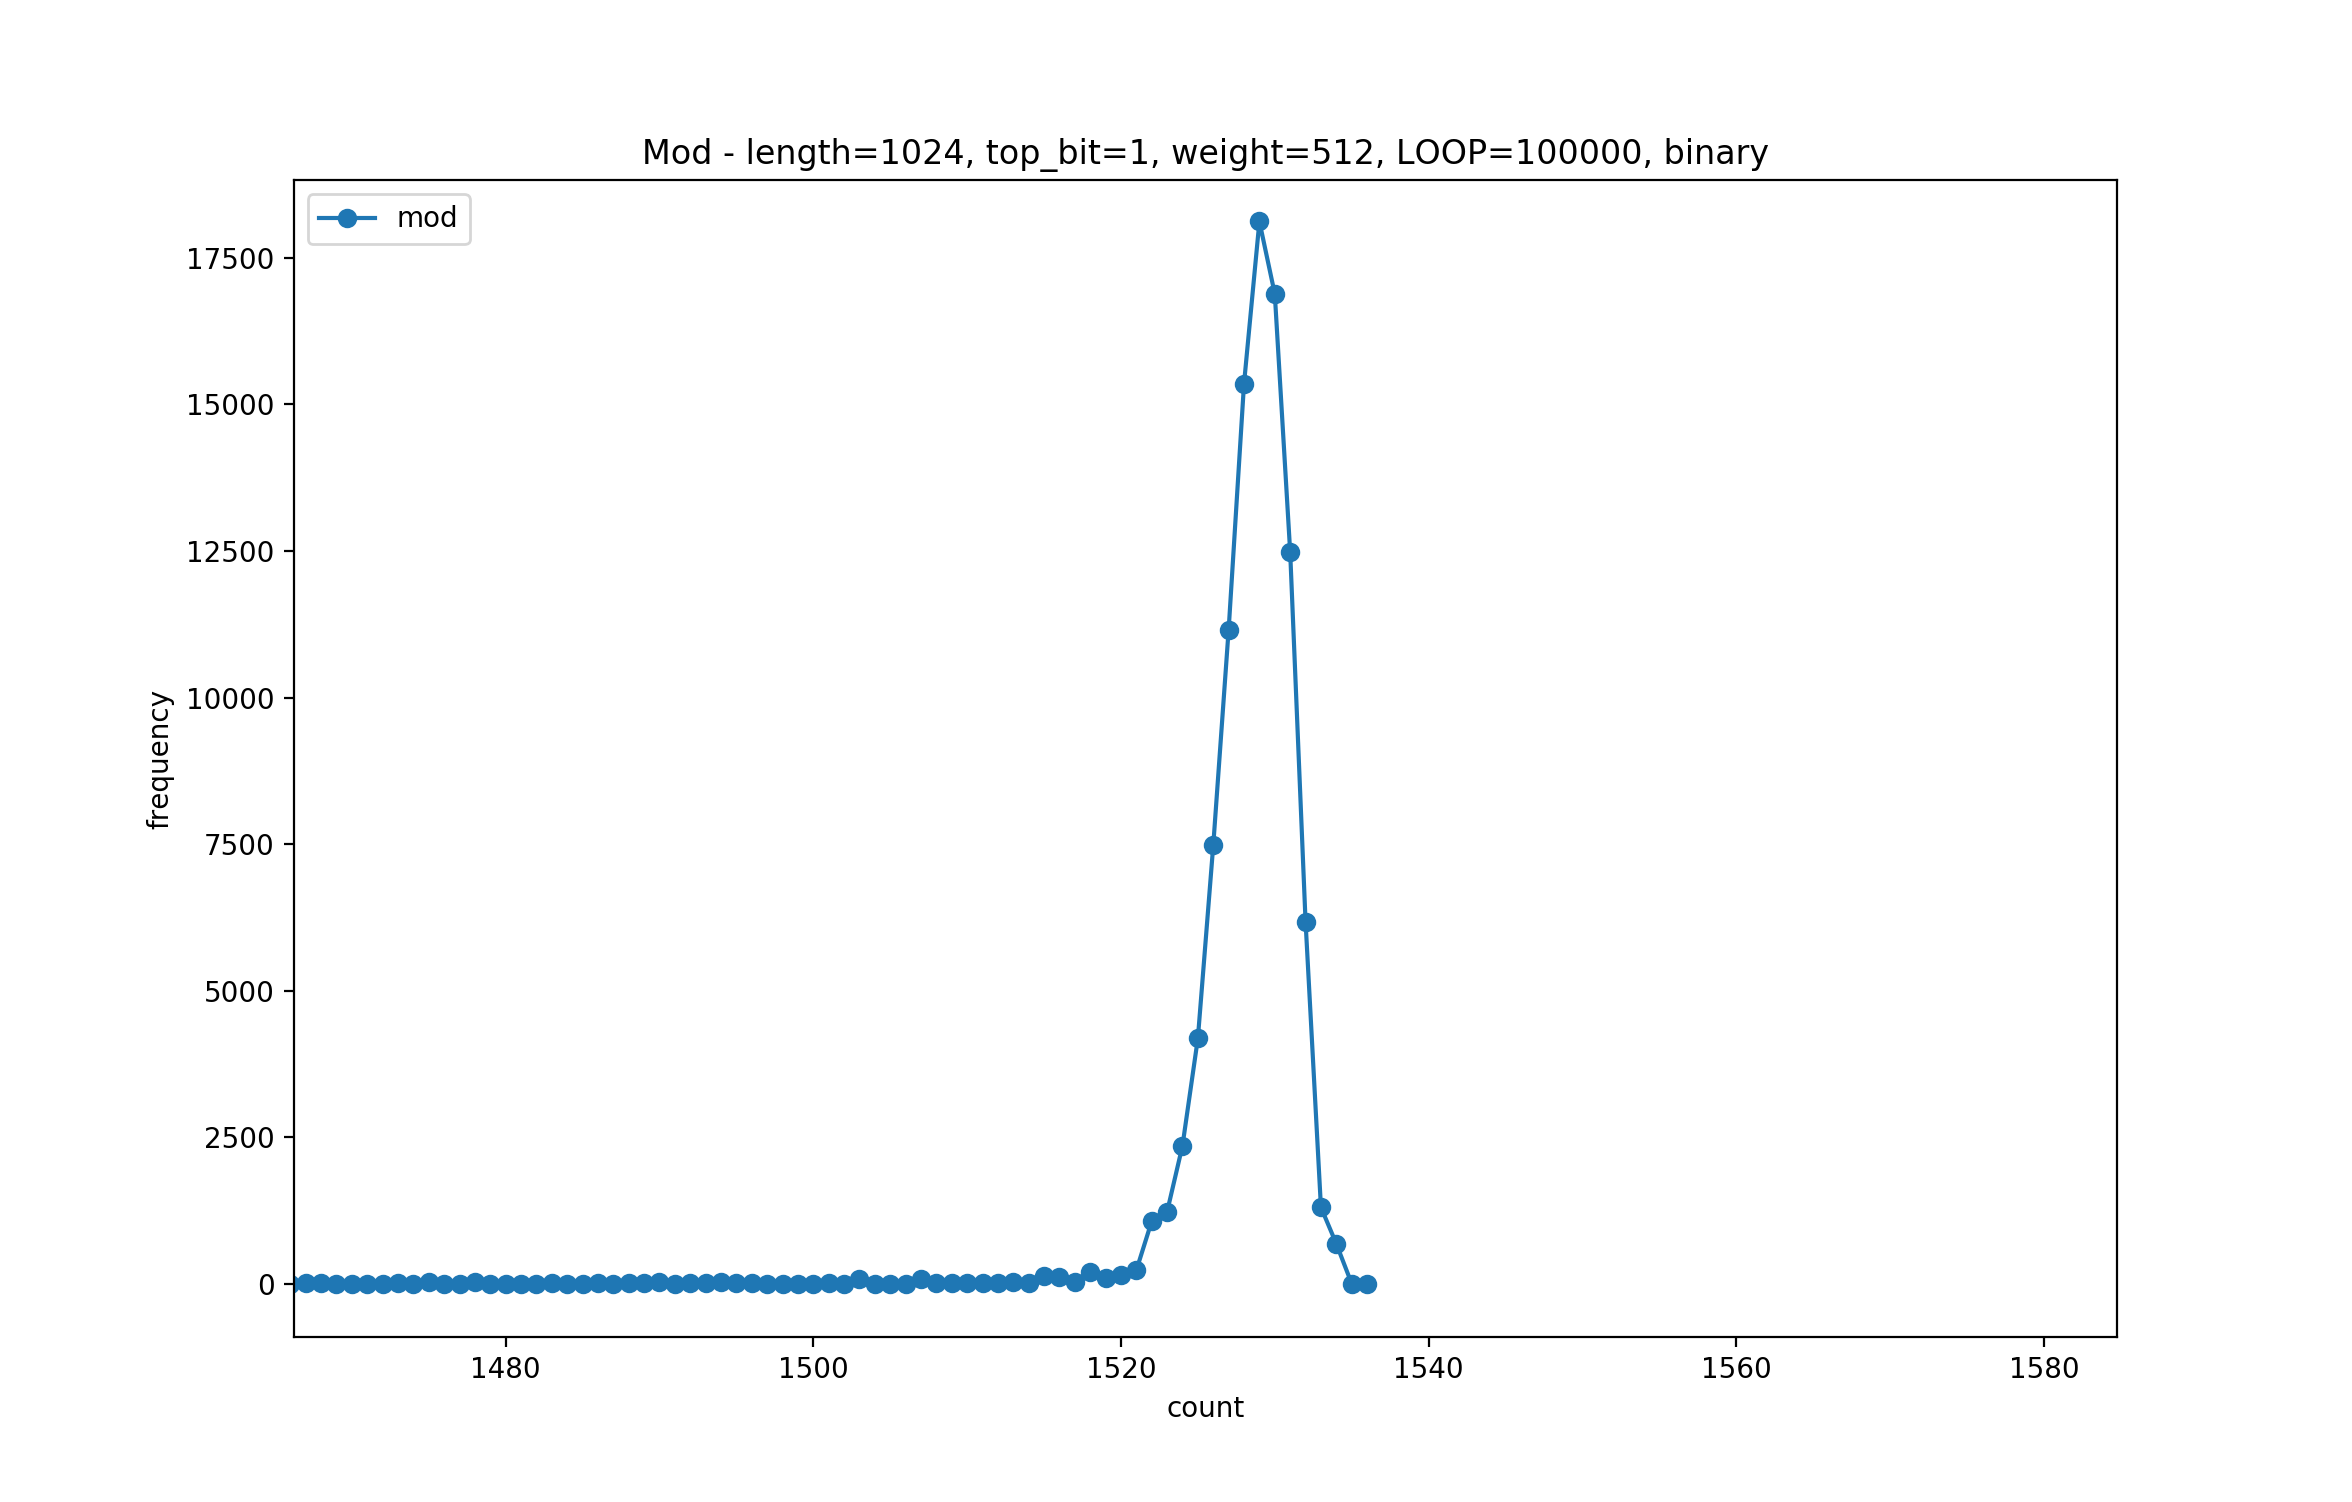 Mod - length=1024, top_bit=1, weight=512, LOOP=100000, binary
mod
17500
15000
12500
10000
7500
5000
2500
0
frequency
1480 1500 1520 1540 1560 1580
count